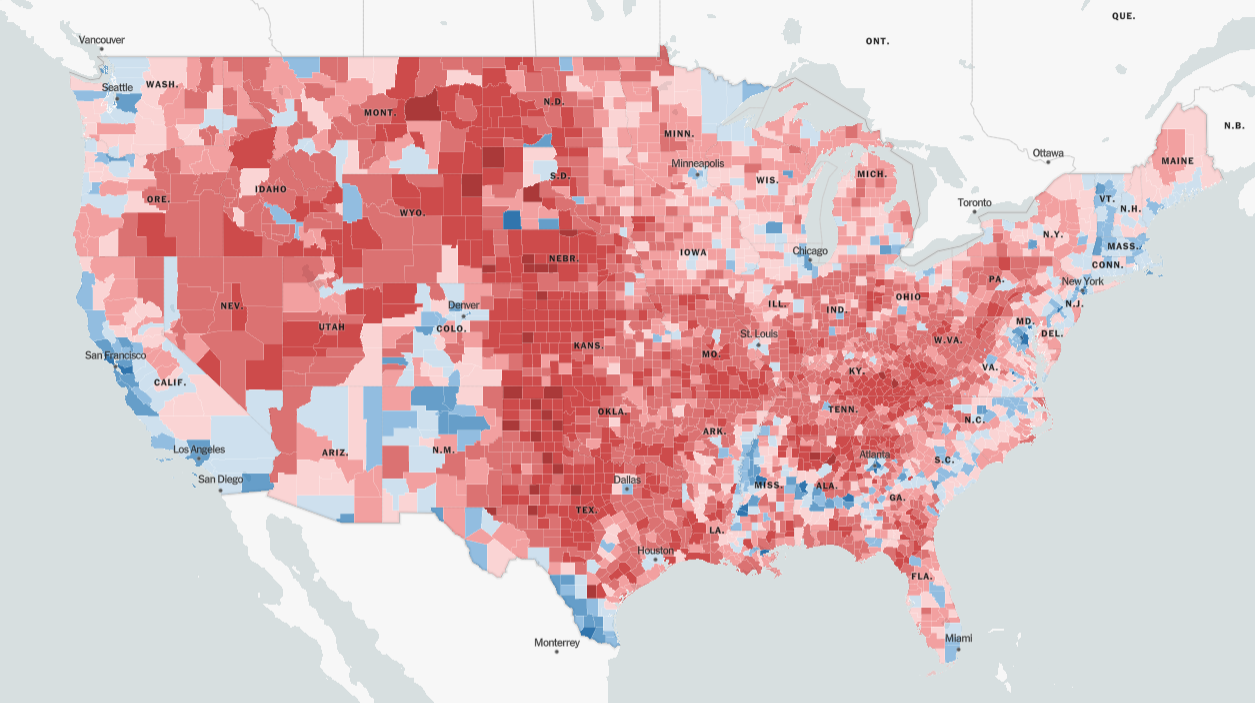 QUE.
ONT.
Vancouver
WASH.
Seattle
MONT.
N.D.
N.B.
MINN.
Ottawa
MAINE
Minneapolis
S.D.
WIS.
MICH.
IDAHO
ORE.
WYO.
Toronto
VT.
N.H.
N.Y.
MASS.
IOWA
Chicago
NEBR.
CONN.
PA.
New York
NEV.
Denver
ILL.
IND.
OHIO
N.J.
UTAH
COLO.
St. Louis
MD.
DEL.
San Francisco
KANS.
MO.
W.VA.
CALIF.
KY.
VA.
OKLA.
TENN.
N.C.
Los Angeles
ARIZ.
N.M.
ARK.
Atlanta
S.C.
San Diego
Dallas
MISS.
ALA.
GA.
TEX.
LA.
Houston
FLA.
Monterrey
Miami